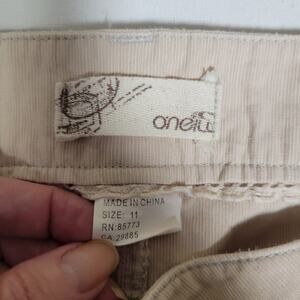 oneill
MADE IN CHINA
SIZE: 11
RN:85773
CA:29885